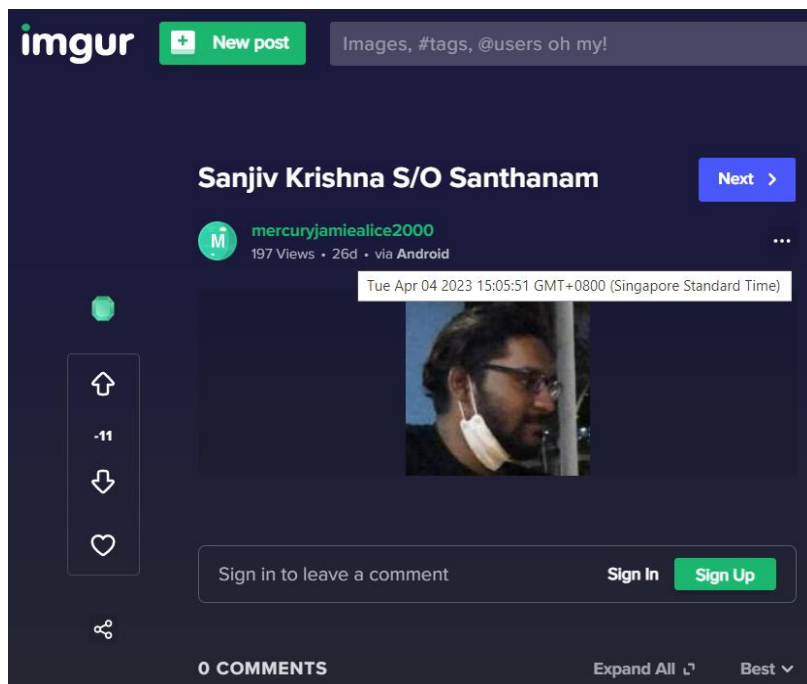 imgur
New post
Images, #tags, @users oh my!
Sanjiv Krishna S/O Santhanam
Next
M
mercuryjamiealice2000
197 Views • 26d • via Android
Tue Apr 04 2023 15:05:51 GMT+0800 (Singapore Standard Time)
-11
Sign in to leave a comment
Sign In
Sign Up
0 COMMENTS
Expand All
Best